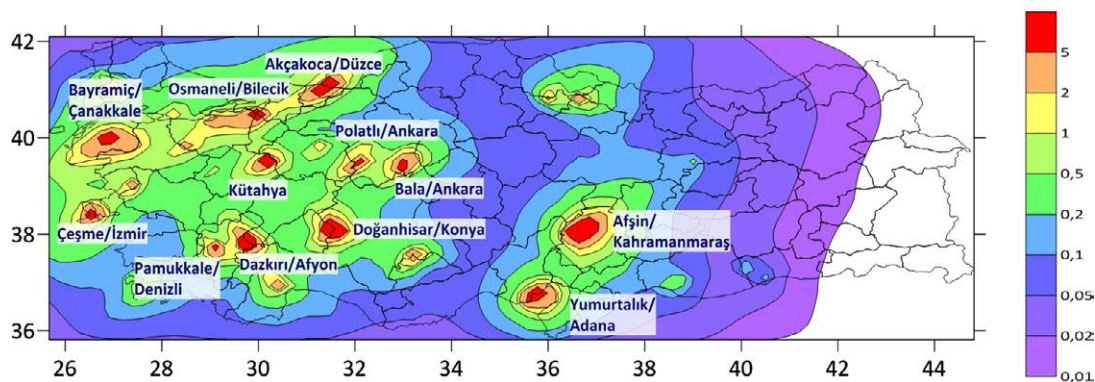 42
40
38
36
26
28
30
32
34
36
38
40
42
44
Akçakoca/Düzce
Bayramiç/
Çanakkale
Osmaneli/Bilecik
Polatlı/Ankara
Kütahya
Bala/Ankara
Çeşme/İzmir
Doğanhisar/Konya
Afşin/
Kahramanmaraş
Pamukkale/
Denizli
Dazkırı/Afyon
Yumurtalık/
Adana
5
2
1
0,5
0,2
0,1
0,05
0,02
0,01